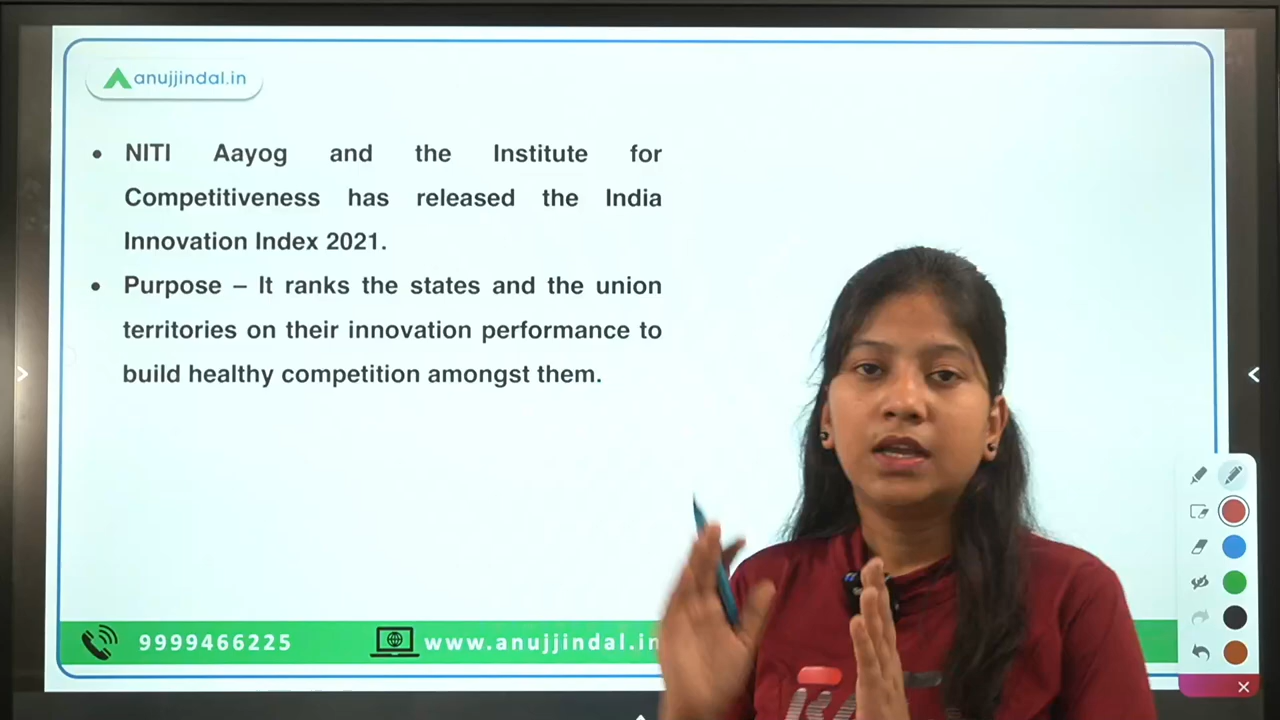 anujjindal.in
• NITI Aayog and the Institute for
Competitiveness has released the India
Innovation Index 2021.
• Purpose – It ranks the states and the union
territories on their innovation performance to
build healthy competition amongst them.
9999466225
www.anujjindal.in